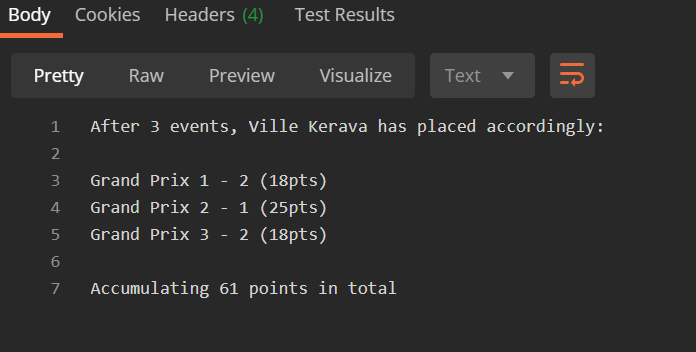 Body Cookies Headers (4) Test Results
Pretty Raw Preview Visualize Text
1 After 3 events, Ville Kerava has placed accordingly:
2
3 Grand Prix 1 - 2 (18pts)
4 Grand Prix 2 - 1 (25pts)
5 Grand Prix 3 - 2 (18pts)
6
7 Accumulating 61 points in total